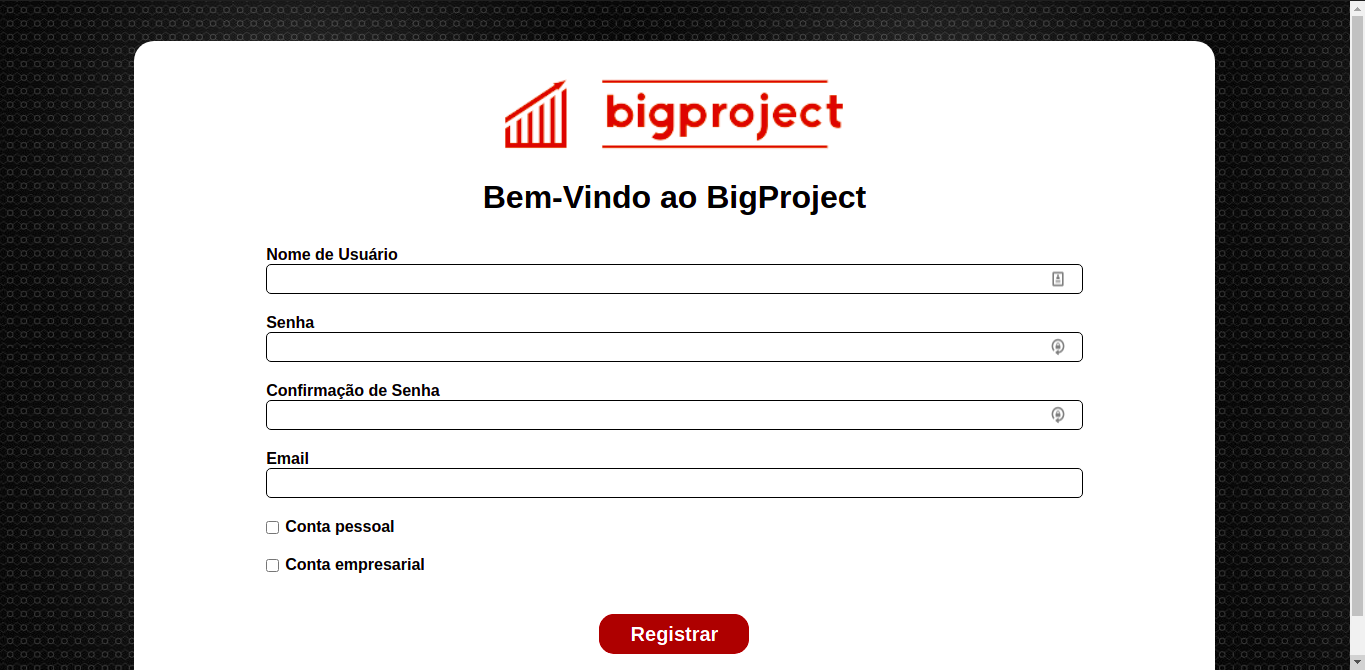 bigproject
Bem-Vindo ao BigProject
Nome de Usuário
Senha
Confirmação de Senha
Email
Conta pessoal
Conta empresarial
Registrar